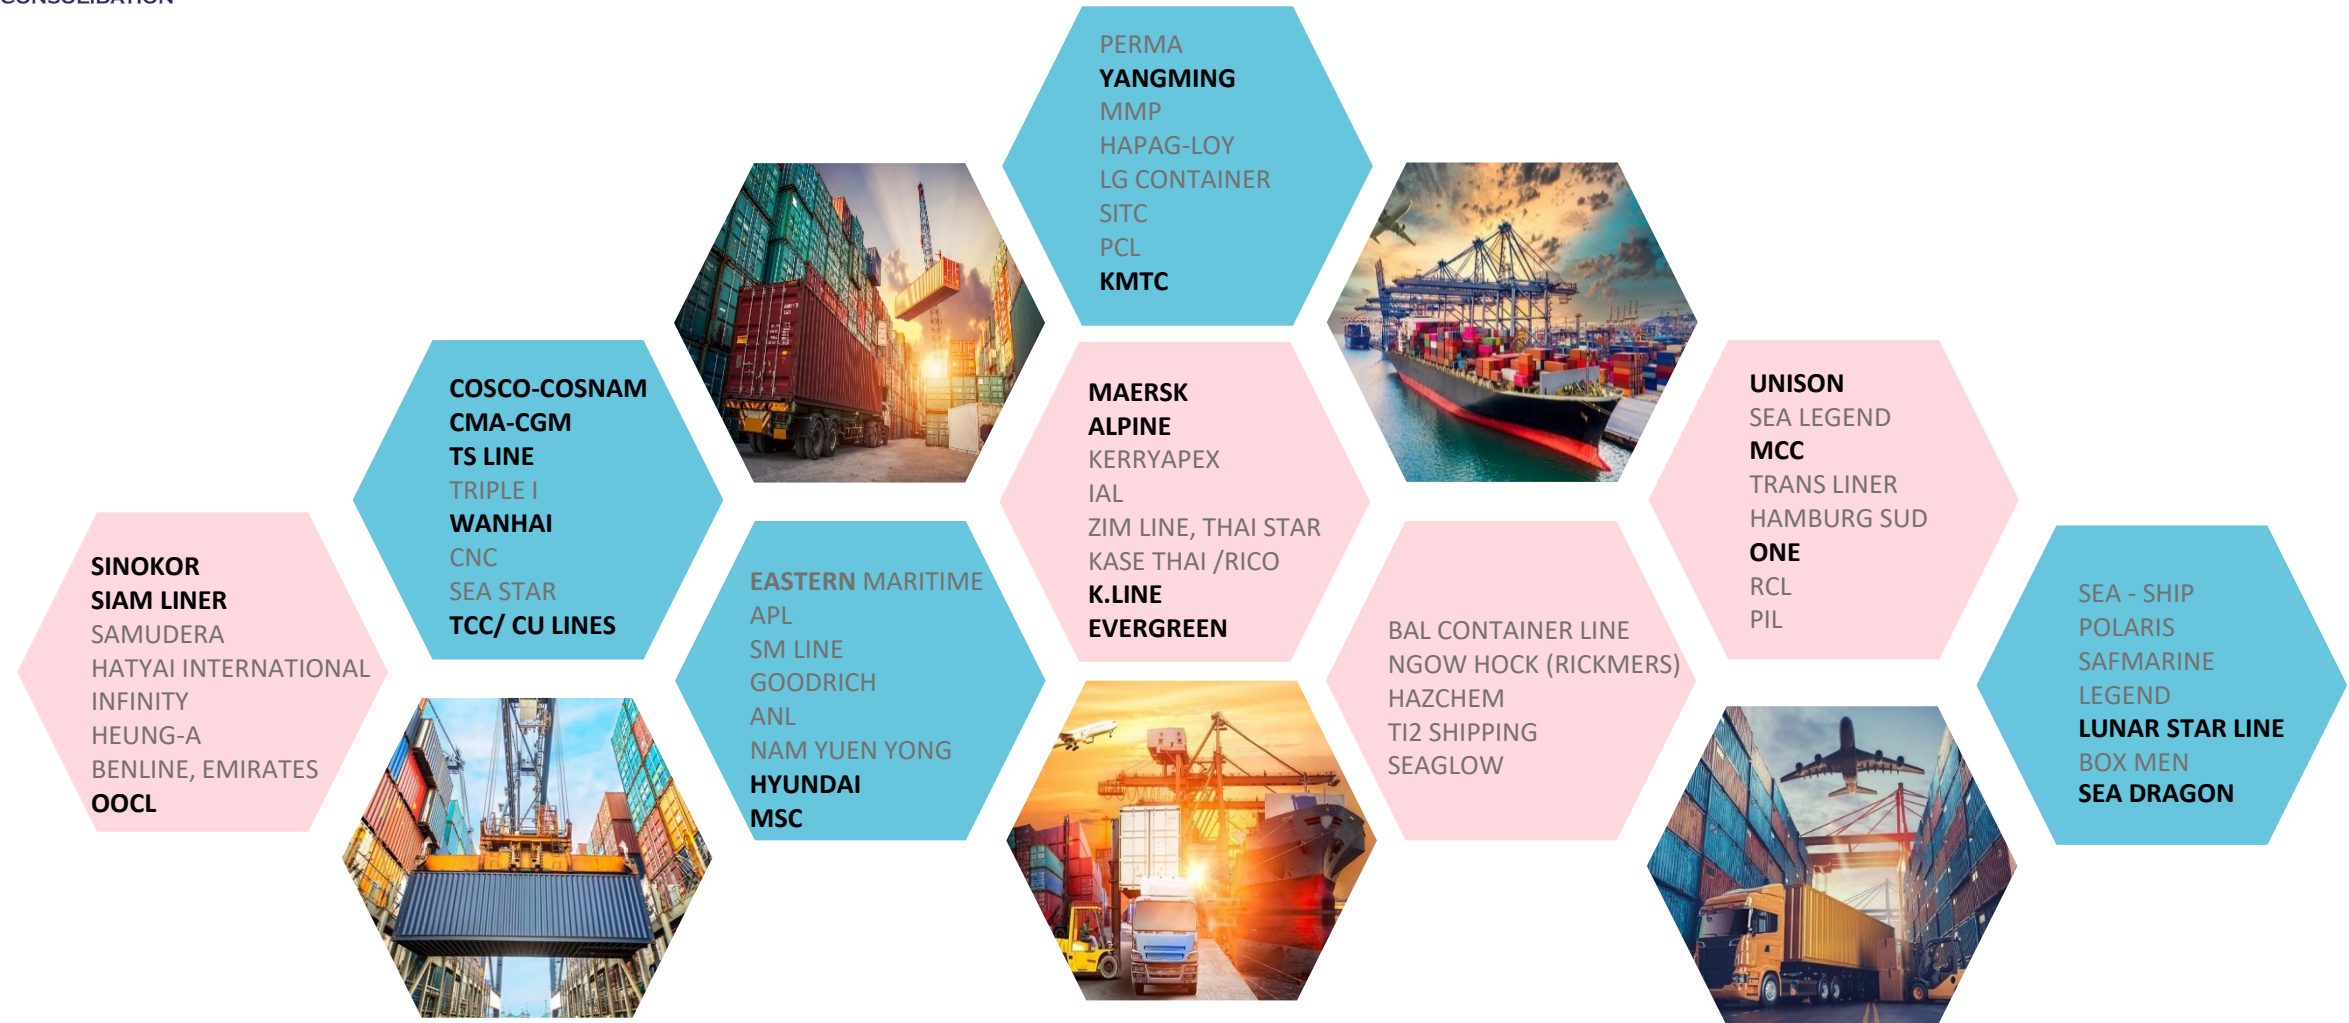 CONSOLIDATION
PERMA
YANGMING
MMP
HAPAG-LOY
LG CONTAINER
SITC
PCL
KMTC
COSCO-COSNAM
CMA-CGM
TS LINE
TRIPLE I
WANHAI
CNC
SEA STAR
TCC/ CU LINES
MAERSK
ALPINE
KERRYAPEX
IAL
ZIM LINE, THAI STAR
KASE THAI /RICO
K.LINE
EVERGREEN
UNISON
SEA LEGEND
MCC
TRANS LINER
HAMBURG SUD
ONE
RCL
PIL
SINOKOR
SIAM LINER
SAMUDERA
HATYAI INTERNATIONAL
INFINITY
HEUNG-A
BENLINE, EMIRATES
OOCL
EASTERN MARITIME
APL
SM LINE
GOODRICH
ANL
NAM YUEN YONG
HYUNDAI
MSC
BAL CONTAINER LINE
NGOW HOCK (RICKMERS)
HAZCHEM
TI2 SHIPPING
SEAGLOW
SEA - SHIP
POLARIS
SAFMARINE
LEGEND
LUNAR STAR LINE
BOX MEN
SEA DRAGON